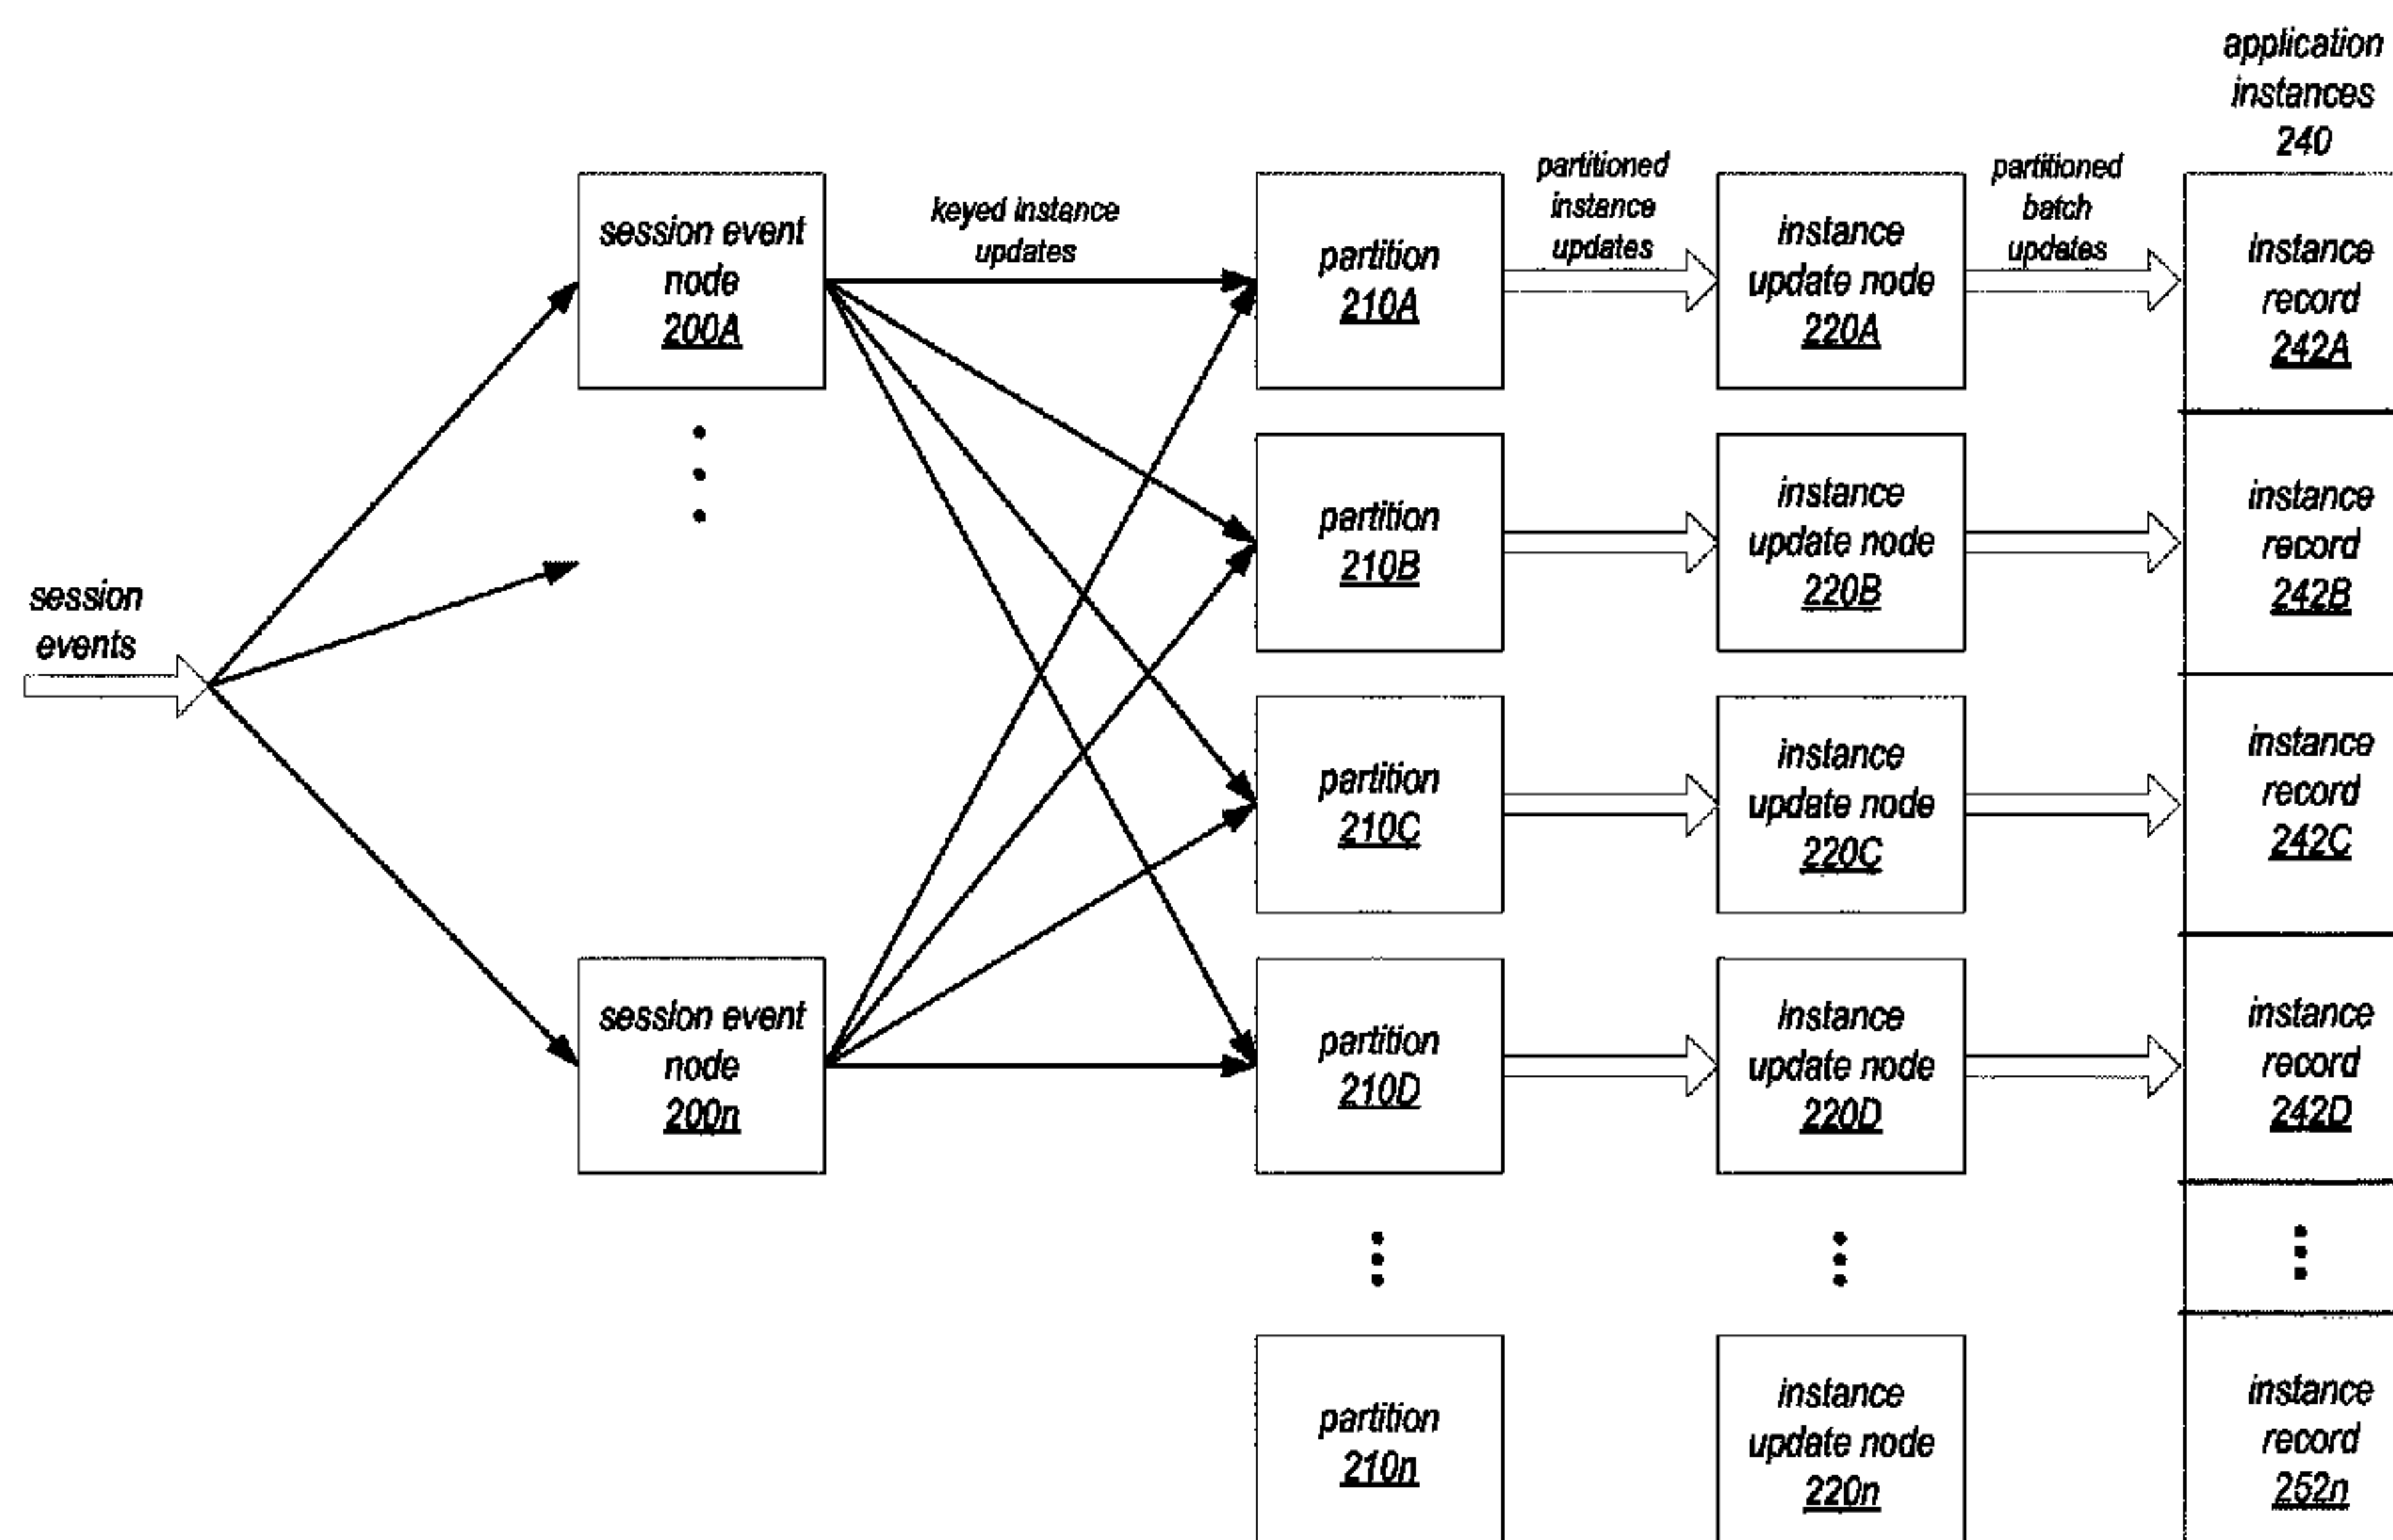 application
instances
240
session event
node
200A
keyed instance
updates
partition
210A
partitioned
instance
updates
instance
update node
220A
partitioned
batch
updates
instance
record
242A
partition
210B
instance
update node
220B
instance
record
242B
session
events
partition
210C
instance
update node
220C
instance
record
242C
session event
node
200n
partition
210D
instance
update node
220D
instance
record
242D
partition
210n
instance
update node
220n
instance
record
252n